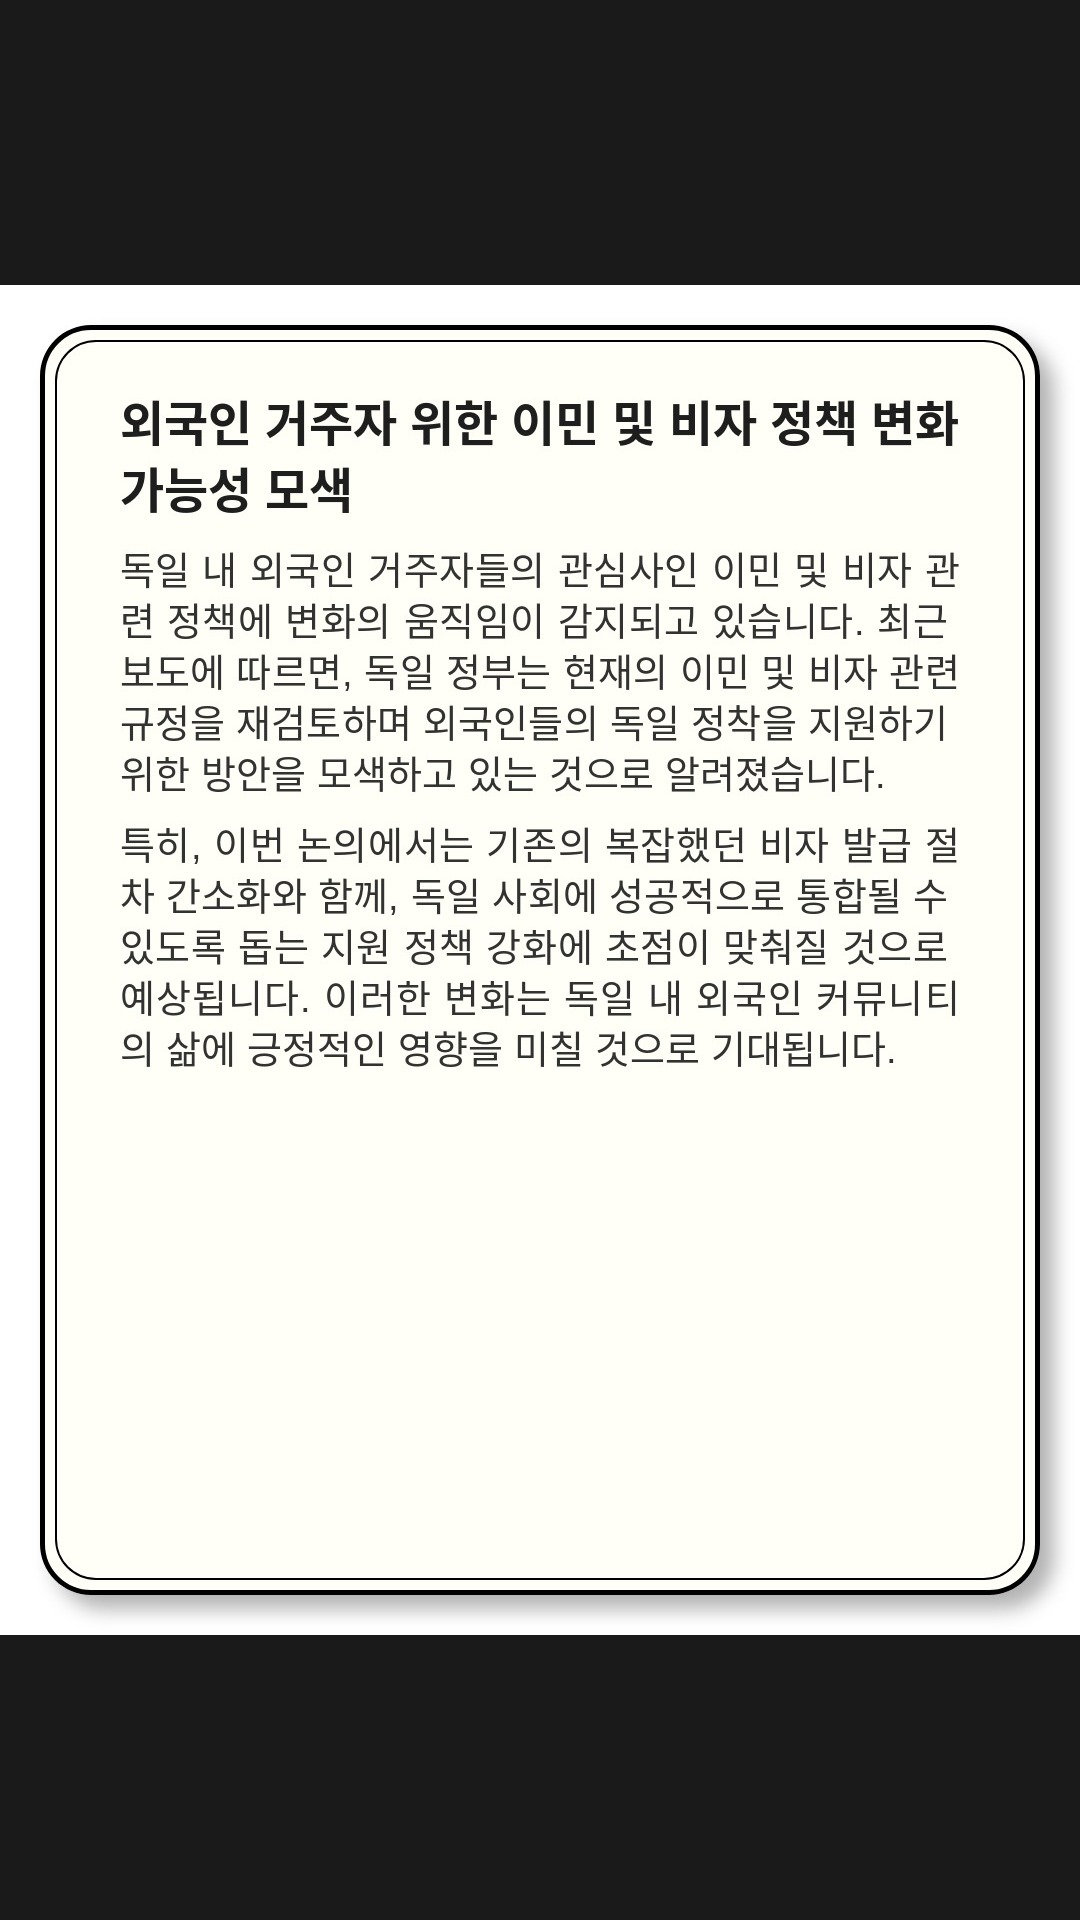 외국인 거주자 위한 이민 및 비자 정책 변화
가능성 모색
독일 내 외국인 거주자들의 관심사인 이민 및 비자 관
련 정책에 변화의 움직임이 감지되고 있습니다. 최근
보도에 따르면, 독일 정부는 현재의 이민 및 비자 관련
규정을 재검토하며 외국인들의 독일 정착을 지원하기
위한 방안을 모색하고 있는 것으로 알려졌습니다.
특히, 이번 논의에서는 기존의 복잡했던 비자 발급 절
차 간소화와 함께, 독일 사회에 성공적으로 통합될 수
있도록 돕는 지원 정책 강화에 초점이 맞춰질 것으로
예상됩니다. 이러한 변화는 독일 내 외국인 커뮤니티
의 삶에 긍정적인 영향을 미칠 것으로 기대됩니다.